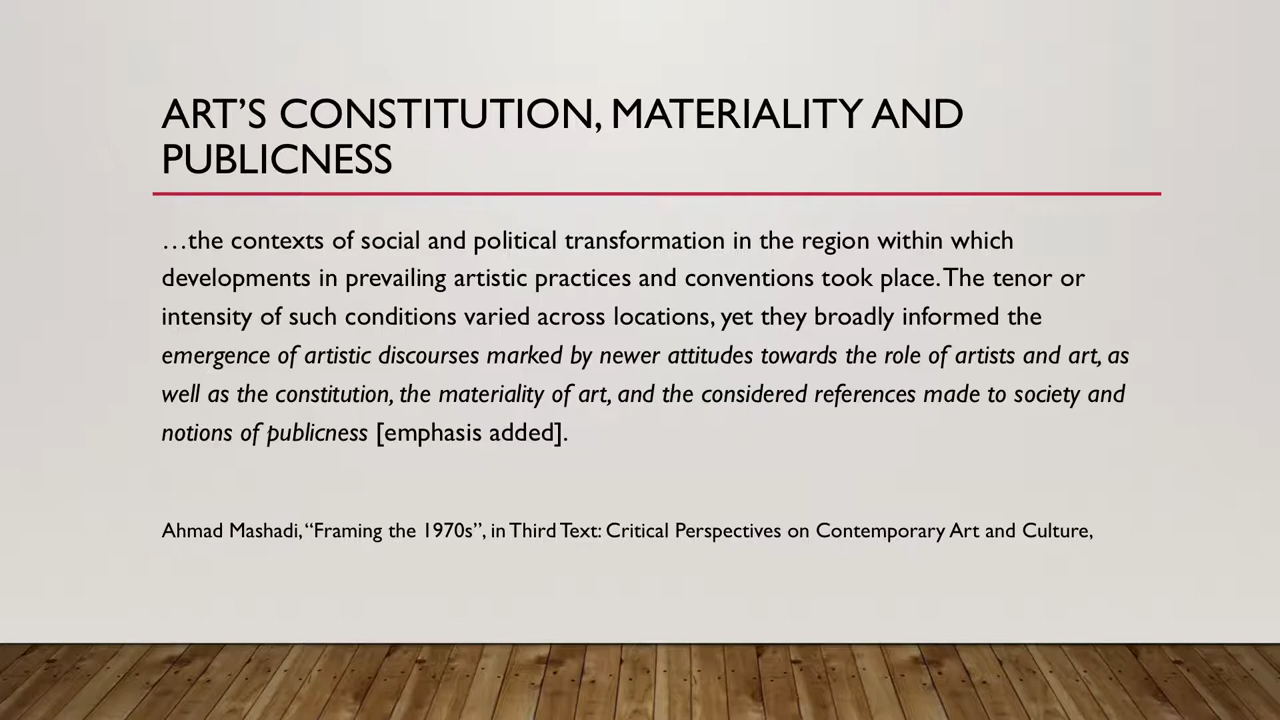 ART’S CONSTITUTION, MATERIALITY AND
PUBLICNESS
…the contexts of social and political transformation in the region within which
developments in prevailing artistic practices and conventions took place. The tenor or
intensity of such conditions varied across locations, yet they broadly informed the
emergence of artistic discourses marked by newer attitudes towards the role of artists and art, as
well as the constitution, the materiality of art, and the considered references made to society and
notions of publicness [emphasis added].
Ahmad Mashadi, “Framing the 1970s”, in Third Text: Critical Perspectives on Contemporary Art and Culture,